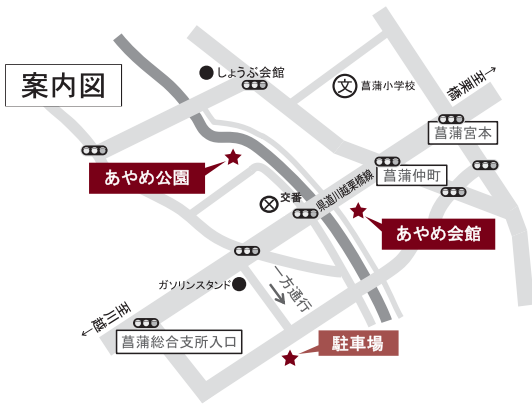 案内図
しょうぶ会館
文
菖蒲小学校
至栗橋
菖蒲宮本
あやめ公園
菖蒲仲町
県道川越栗橋線
交番
あやめ会館
ガソリンスタンド
一方通行
至川越
菖蒲総合支所入口
駐車場